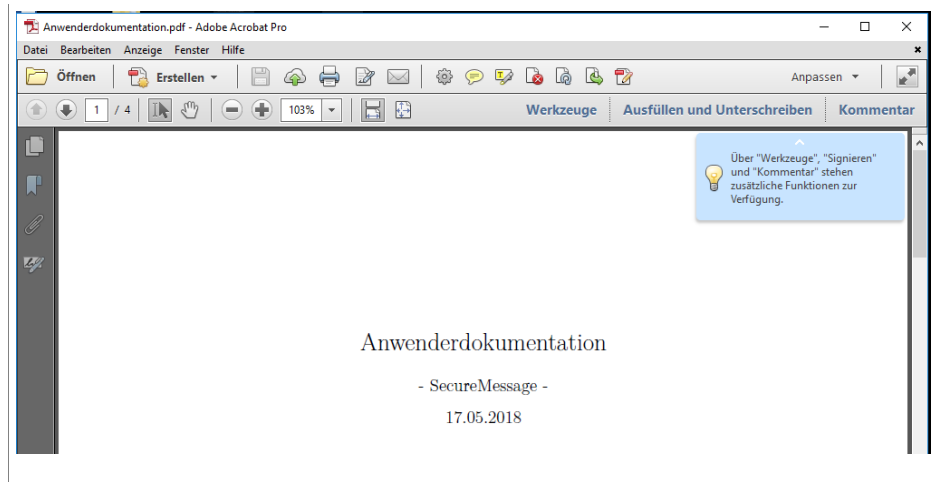 Anwenderdokumentation.pdf - Adobe Acrobat Pro
Datei Bearbeiten Anzeige Fenster Hilfe
Öffnen Erstellen Anpassen
1 / 4 103% Werkzeuge Ausfüllen und Unterschreiben Kommentar
Über "Werkzeuge", "Signieren"
und "Kommentar" stehen
zusätzliche Funktionen zur
Verfügung.
Anwenderdokumentation
- SecureMessage -
17.05.2018